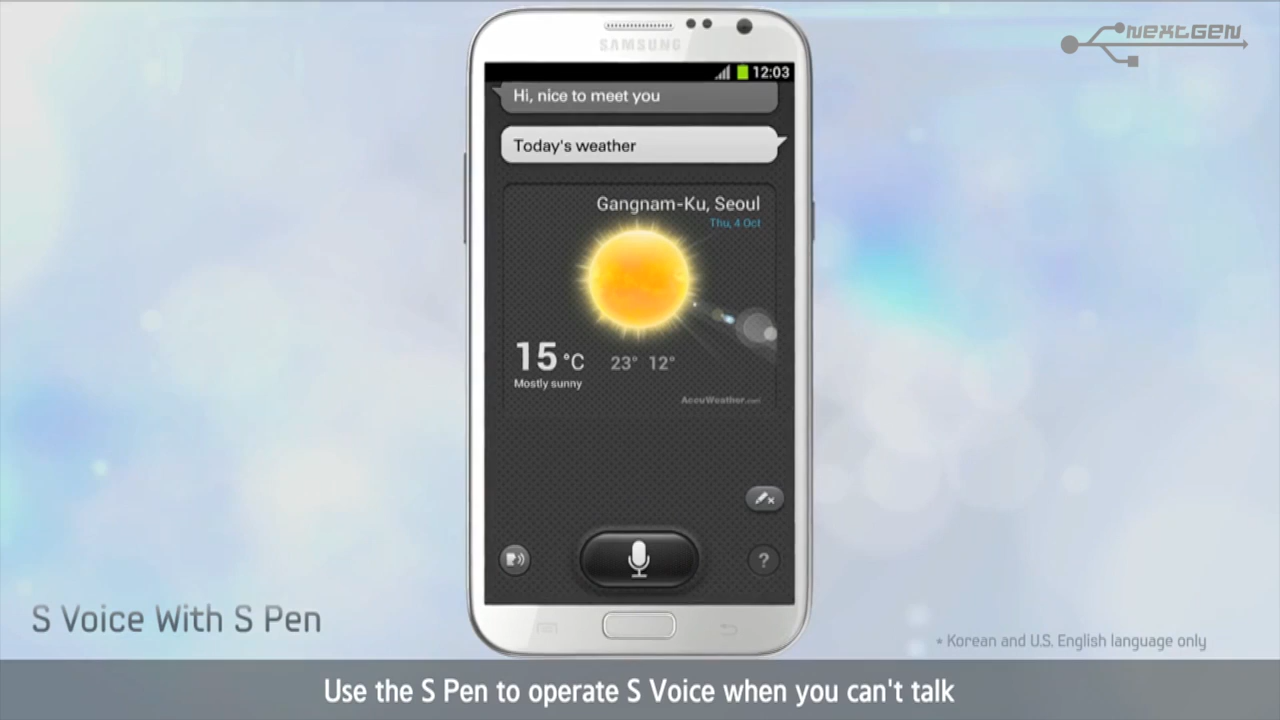 NEXTGEN
SAMSUNG
12:03
Hi, nice to meet you
Today's weather
Gangnam-Ku, Seoul
Thu, 4 Oct
15 °C
23° 12°
Mostly sunny
AccuWeather.com
?
S Voice With S Pen
* Korean and U.S. English language only
Use the S Pen to operate S Voice when you can't talk